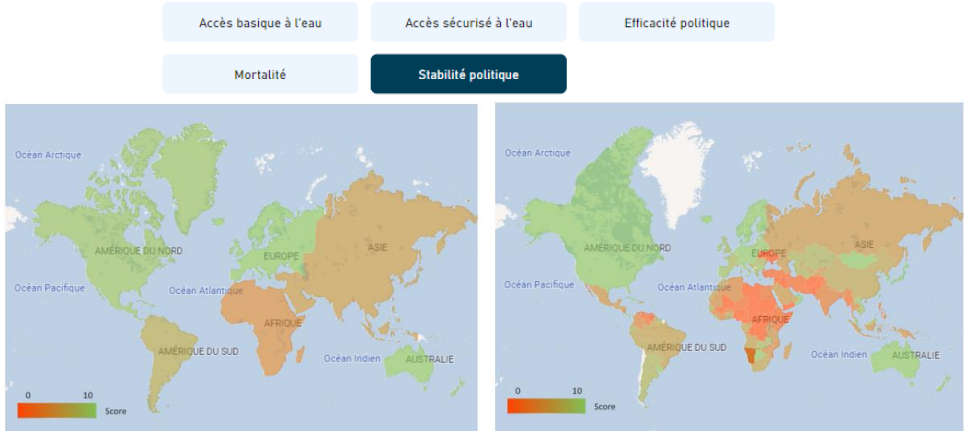 Accès basique à l'eau
Accès sécurisé à l'eau
Efficacité politique
Mortalité
Stabilité politique
Océan Arctique
AMÉRIQUE DU NORD
EUROPE
ASIE
Océan Pacifique
Océan Atlantique
AFRIQUE
AMÉRIQUE DU SUD
Océan Indien
AUSTRALIE
0 10
Score
Océan Arctique
AMÉRIQUE DU NORD
EUROPE
ASIE
Océan Pacifique
Océan Atlantique
AFRIQUE
AMÉRIQUE DU SUD
Océan Indien
AUSTRALIE
0 10
Score